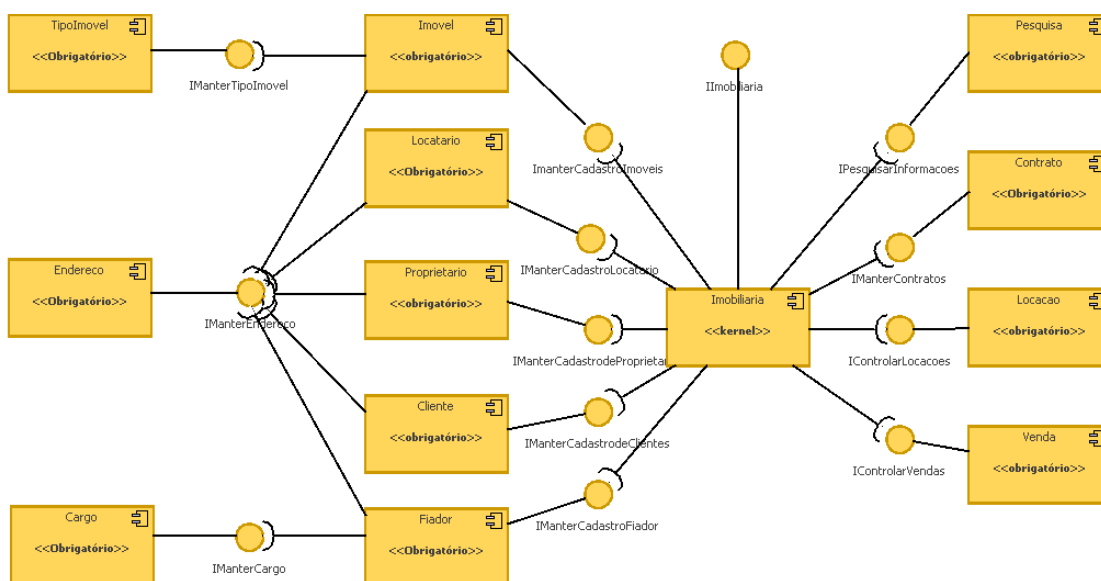 TipoImovel
<<Obrigatório>>
IManterTipoImovel
Imovel
<<Obrigatório>>
IImobiliaria
Pesquisa
<<obrigatório>>
Locatario
<<Obrigatório>>
ImanterCadastroImoveis
IPesquisarInformacoes
Contrato
<<Obrigatório>>
Endereco
<<Obrigatório>>
IManterEndereco
Proprietario
<<Obrigatório>>
IManterCadastroLocatario
IManterContratos
Imobiliaria
<<kernel>>
Locacao
<<obrigatório>>
IManterCadastrodeProprietar
IControlarLocacoes
Cliente
<<obrigatório>>
IManterCadastrodeClientes
Venda
<<obrigatório>>
IControlarVendas
Cargo
<<Obrigatório>>
IManterCargo
Fiador
<<Obrigatório>>
IManterCadastroFiador